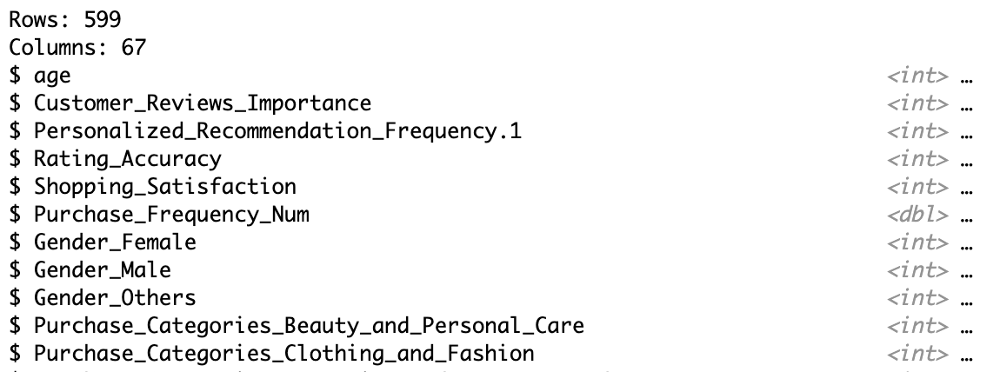 Rows: 599
Columns: 67
$ age <int> …
$ Customer_Reviews_Importance <int> …
$ Personalized_Recommendation_Frequency.1 <int> …
$ Rating_Accuracy <int> …
$ Shopping_Satisfaction <int> …
$ Purchase_Frequency_Num <dbl> …
$ Gender_Female <int> …
$ Gender_Male <int> …
$ Gender_Others <int> …
$ Purchase_Categories_Beauty_and_Personal_Care <int> …
$ Purchase_Categories_Clothing_and_Fashion <int> …